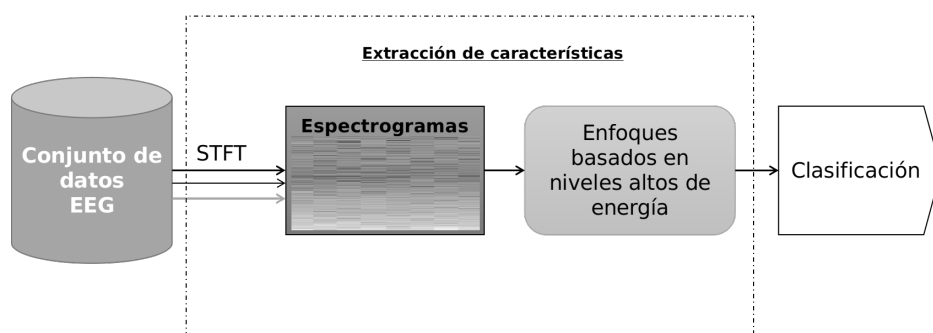 Extracción de características
Conjunto de
datos
EEG
STFT
Espectrogramas
Enfoques
basados en
niveles altos de
energía
Clasificación